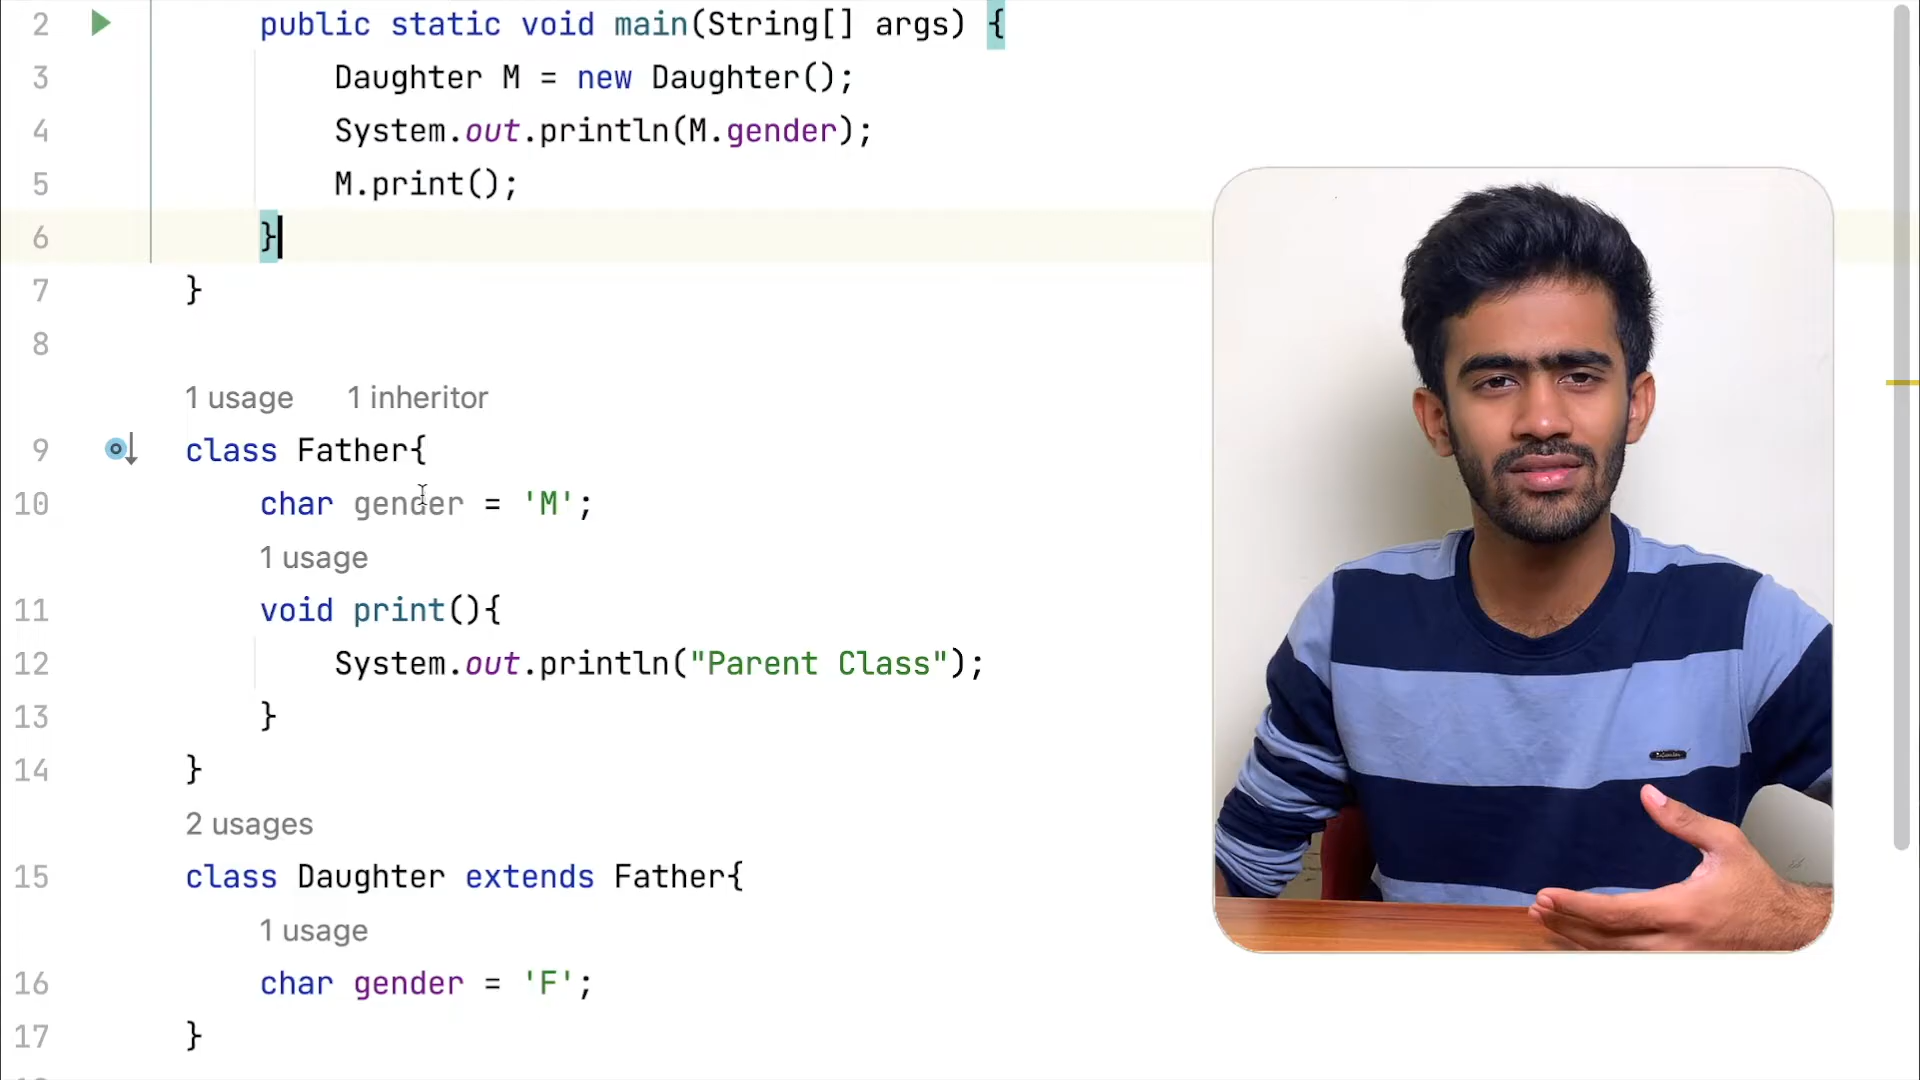 2 public static void main(String[] args) {
3 Daughter M = new Daughter();
4 System.out.println(M.gender);
5 M.print();
6 }
7 }
8
1 usage 1 inheritor
9 class Father{
10 char gender = 'M';
1 usage
11 void print(){
12 System.out.println("Parent Class");
13 }
14 }
2 usages
15 class Daughter extends Father{
1 usage
16 char gender = 'F';
17 }